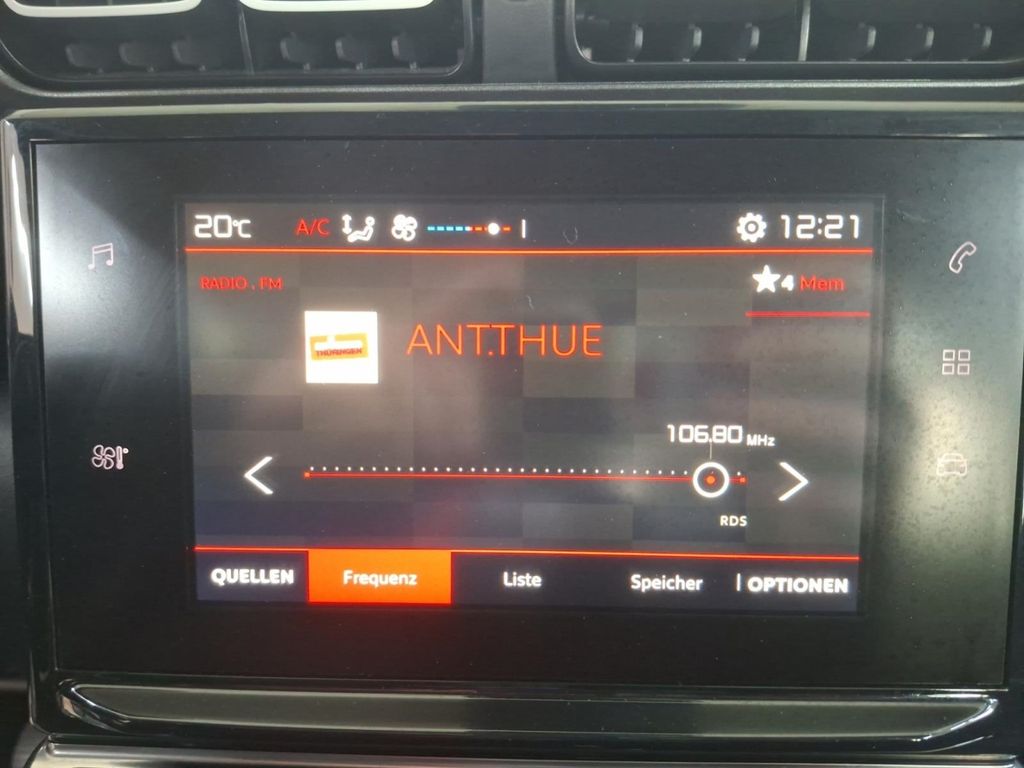 20°C A/C 12:21
RADIO . FM
4 Mem
THÜRINGEN
ANT.THUE
106.80 MHz
RDS
QUELLEN Frequenz Liste Speicher OPTIONEN